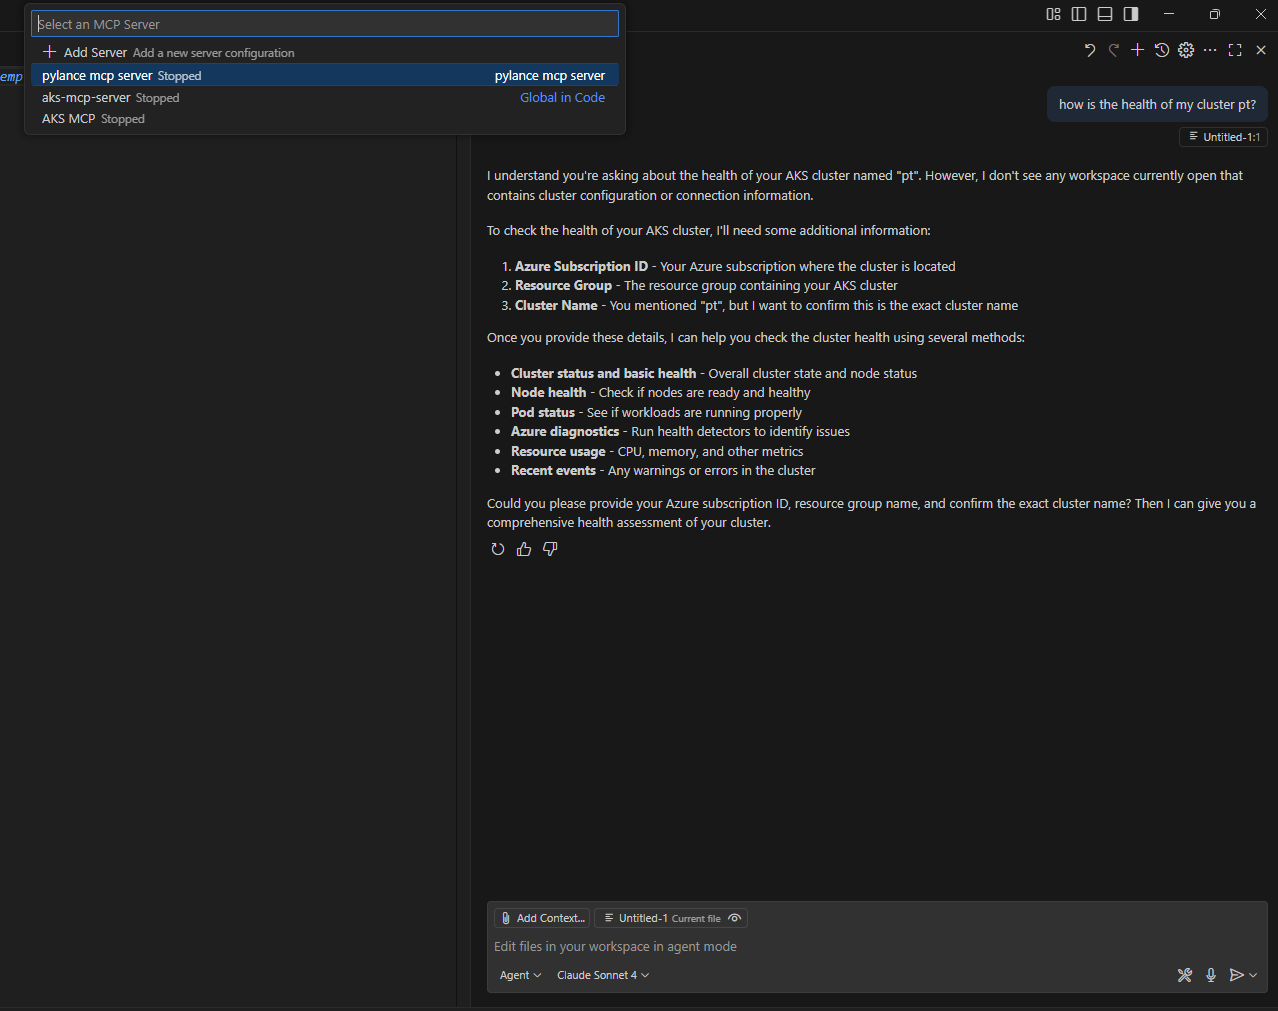 Select an MCP Server
Add Server Add a new server configuration
pylance mcp server Stopped pylance mcp server
aks-mcp-server Stopped Global in Code
AKS MCP Stopped
emp
how is the health of my cluster pt?
Untitled-1:1
I understand you're asking about the health of your AKS cluster named "pt". However, I don't see any workspace currently open that
contains cluster configuration or connection information.
To check the health of your AKS cluster, I'll need some additional information:
1. Azure Subscription ID - Your Azure subscription where the cluster is located
2. Resource Group - The resource group containing your AKS cluster
3. Cluster Name - You mentioned "pt", but I want to confirm this is the exact cluster name
Once you provide these details, I can help you check the cluster health using several methods:
• Cluster status and basic health - Overall cluster state and node status
• Node health - Check if nodes are ready and healthy
• Pod status - See if workloads are running properly
• Azure diagnostics - Run health detectors to identify issues
• Resource usage - CPU, memory, and other metrics
• Recent events - Any warnings or errors in the cluster
Could you please provide your Azure subscription ID, resource group name, and confirm the exact cluster name? Then I can give you a
comprehensive health assessment of your cluster.
Add Context... Untitled-1 Current file
Edit files in your workspace in agent mode
Agent Claude Sonnet 4